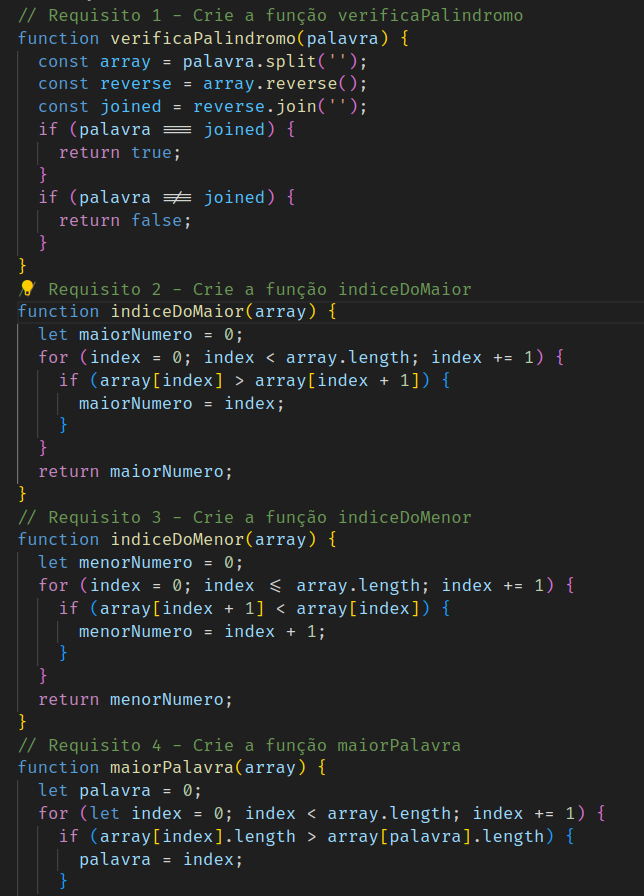 // Requisito 1 - Crie a função verificaPalindromo
function verificaPalindromo(palavra) {
  const array = palavra.split('');
  const reverse = array.reverse();
  const joined = reverse.join('');
  if (palavra === joined) {
    return true;
  }
  if (palavra !== joined) {
    return false;
  }
}
/ Requisito 2 - Crie a função indiceDoMaior
function indiceDoMaior(array) {
  let maiorNumero = 0;
  for (index = 0; index < array.length; index += 1) {
    if (array[index] > array[index + 1]) {
      maiorNumero = index;
    }
  }
  return maiorNumero;
}
// Requisito 3 - Crie a função indiceDoMenor
function indiceDoMenor(array) {
  let menorNumero = 0;
  for (index = 0; index <= array.length; index += 1) {
    if (array[index + 1] < array[index]) {
      menorNumero = index + 1;
    }
  }
  return menorNumero;
}
// Requisito 4 - Crie a função maiorPalavra
function maiorPalavra(array) {
  let palavra = 0;
  for (let index = 0; index < array.length; index += 1) {
    if (array[index].length > array[palavra].length) {
      palavra = index;
    }